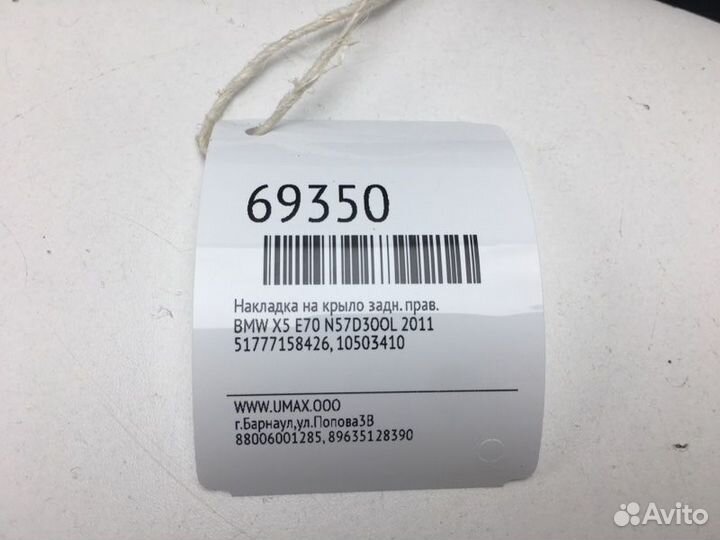 69350
Накладка на крыло задн. прав.
BMW X5 E70 N57D30OL 2011
51777158426, 10503410
WWW.UMAX.OOO
г.Барнаул,ул.Попова3В
88006001285, 89635128390
Avito